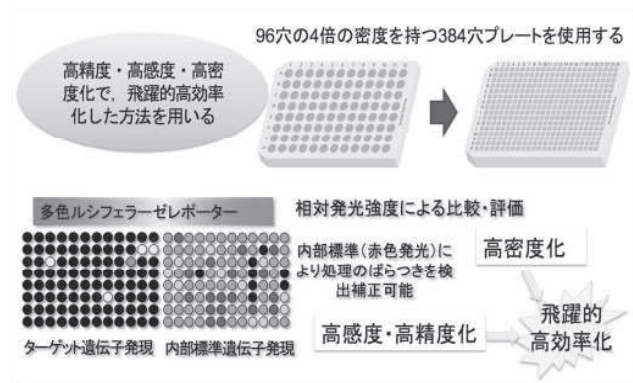 96穴の4倍の密度を持つ384穴プレートを使用する
高精度・高感度・高密
度化で，飛躍的高効率
化した方法を用いる
多色ルシフェラーゼレポーター
相対発光強度による比較・評価
内部標準(赤色発光)に
より処理のばらつきを検
出補正可能
高密度化
ターゲット遺伝子発現
内部標準遺伝子発現
高感度・高精度化
飛躍的
高効率化